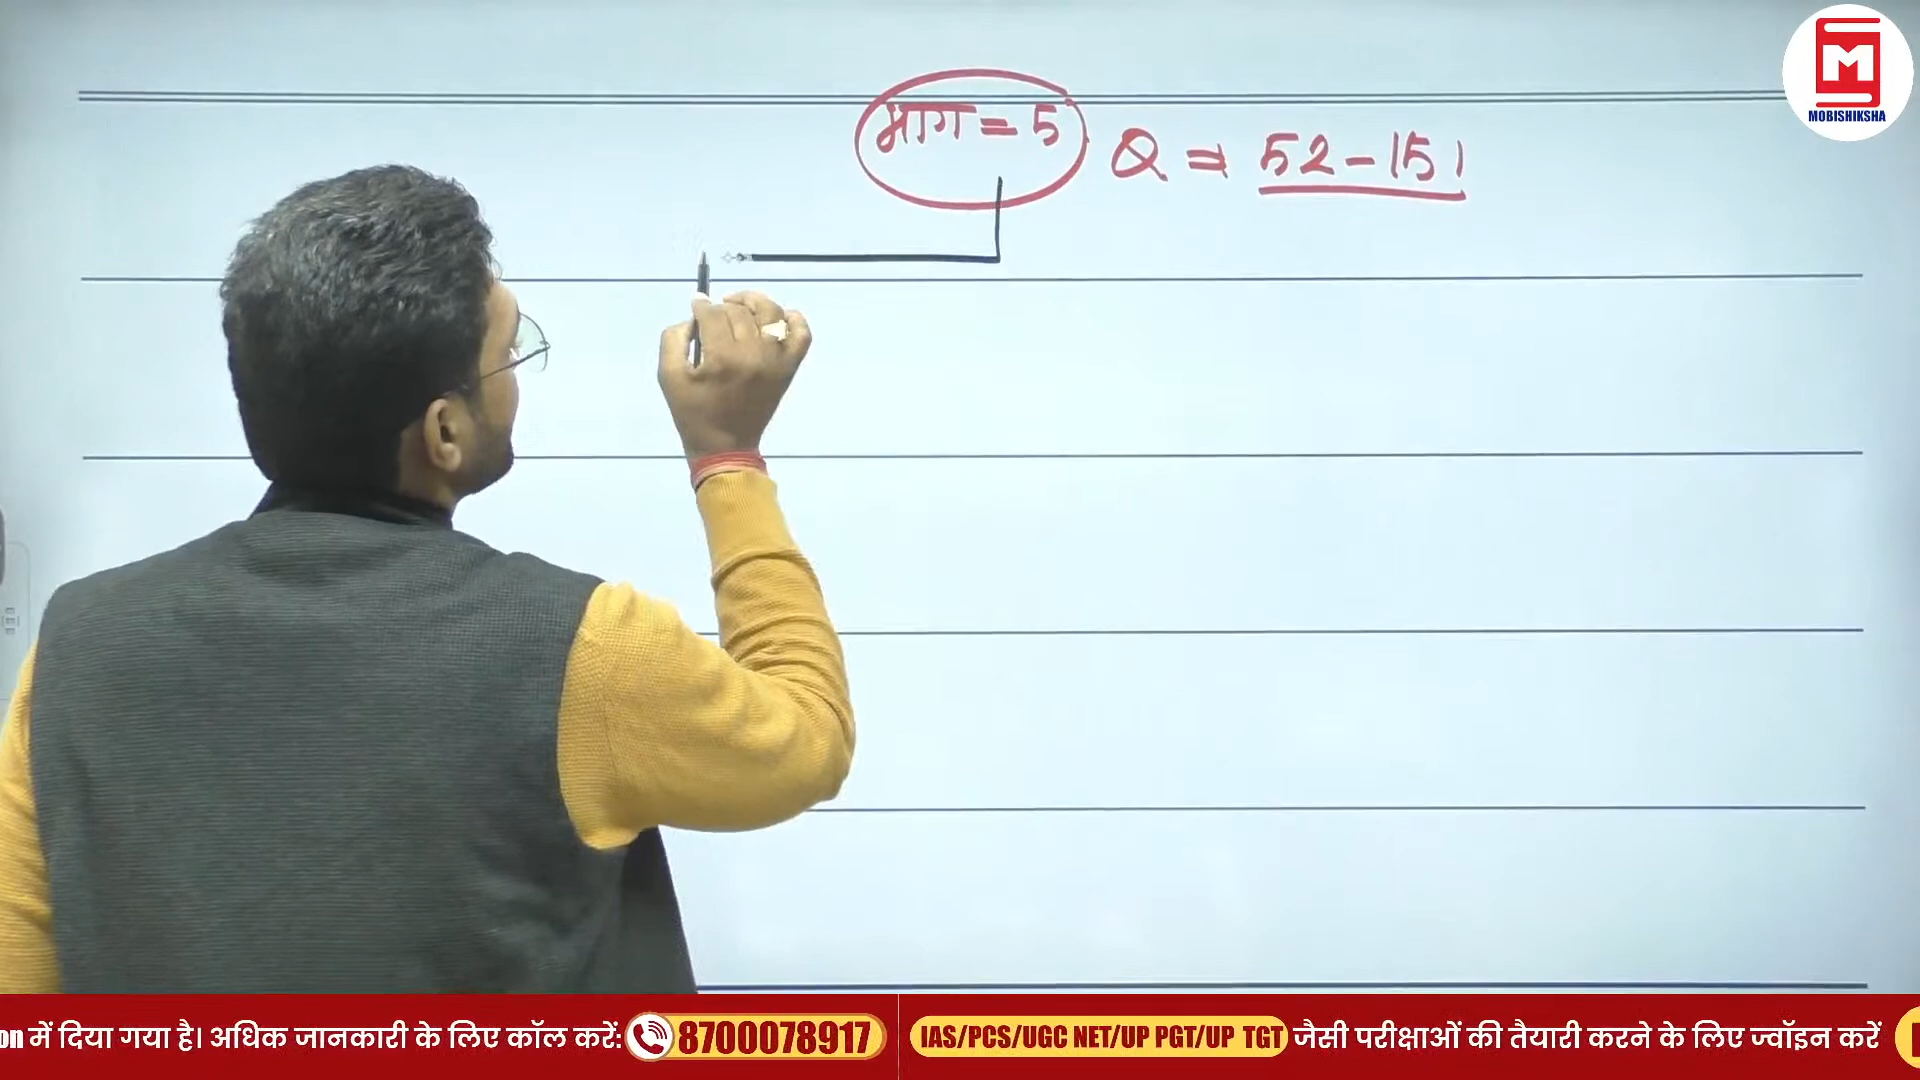 MOBISHIKSHA
भाग = 5 Q ⇒ 52 - 151
on में दिया गया है। अधिक जानकारी के लिए कॉल करें: 8700078917 IAS/PCS/UGC NET/UP PGT/UP TGT जैसी परीक्षाओं की तैयारी करने के लिए ज्वॉइन करें